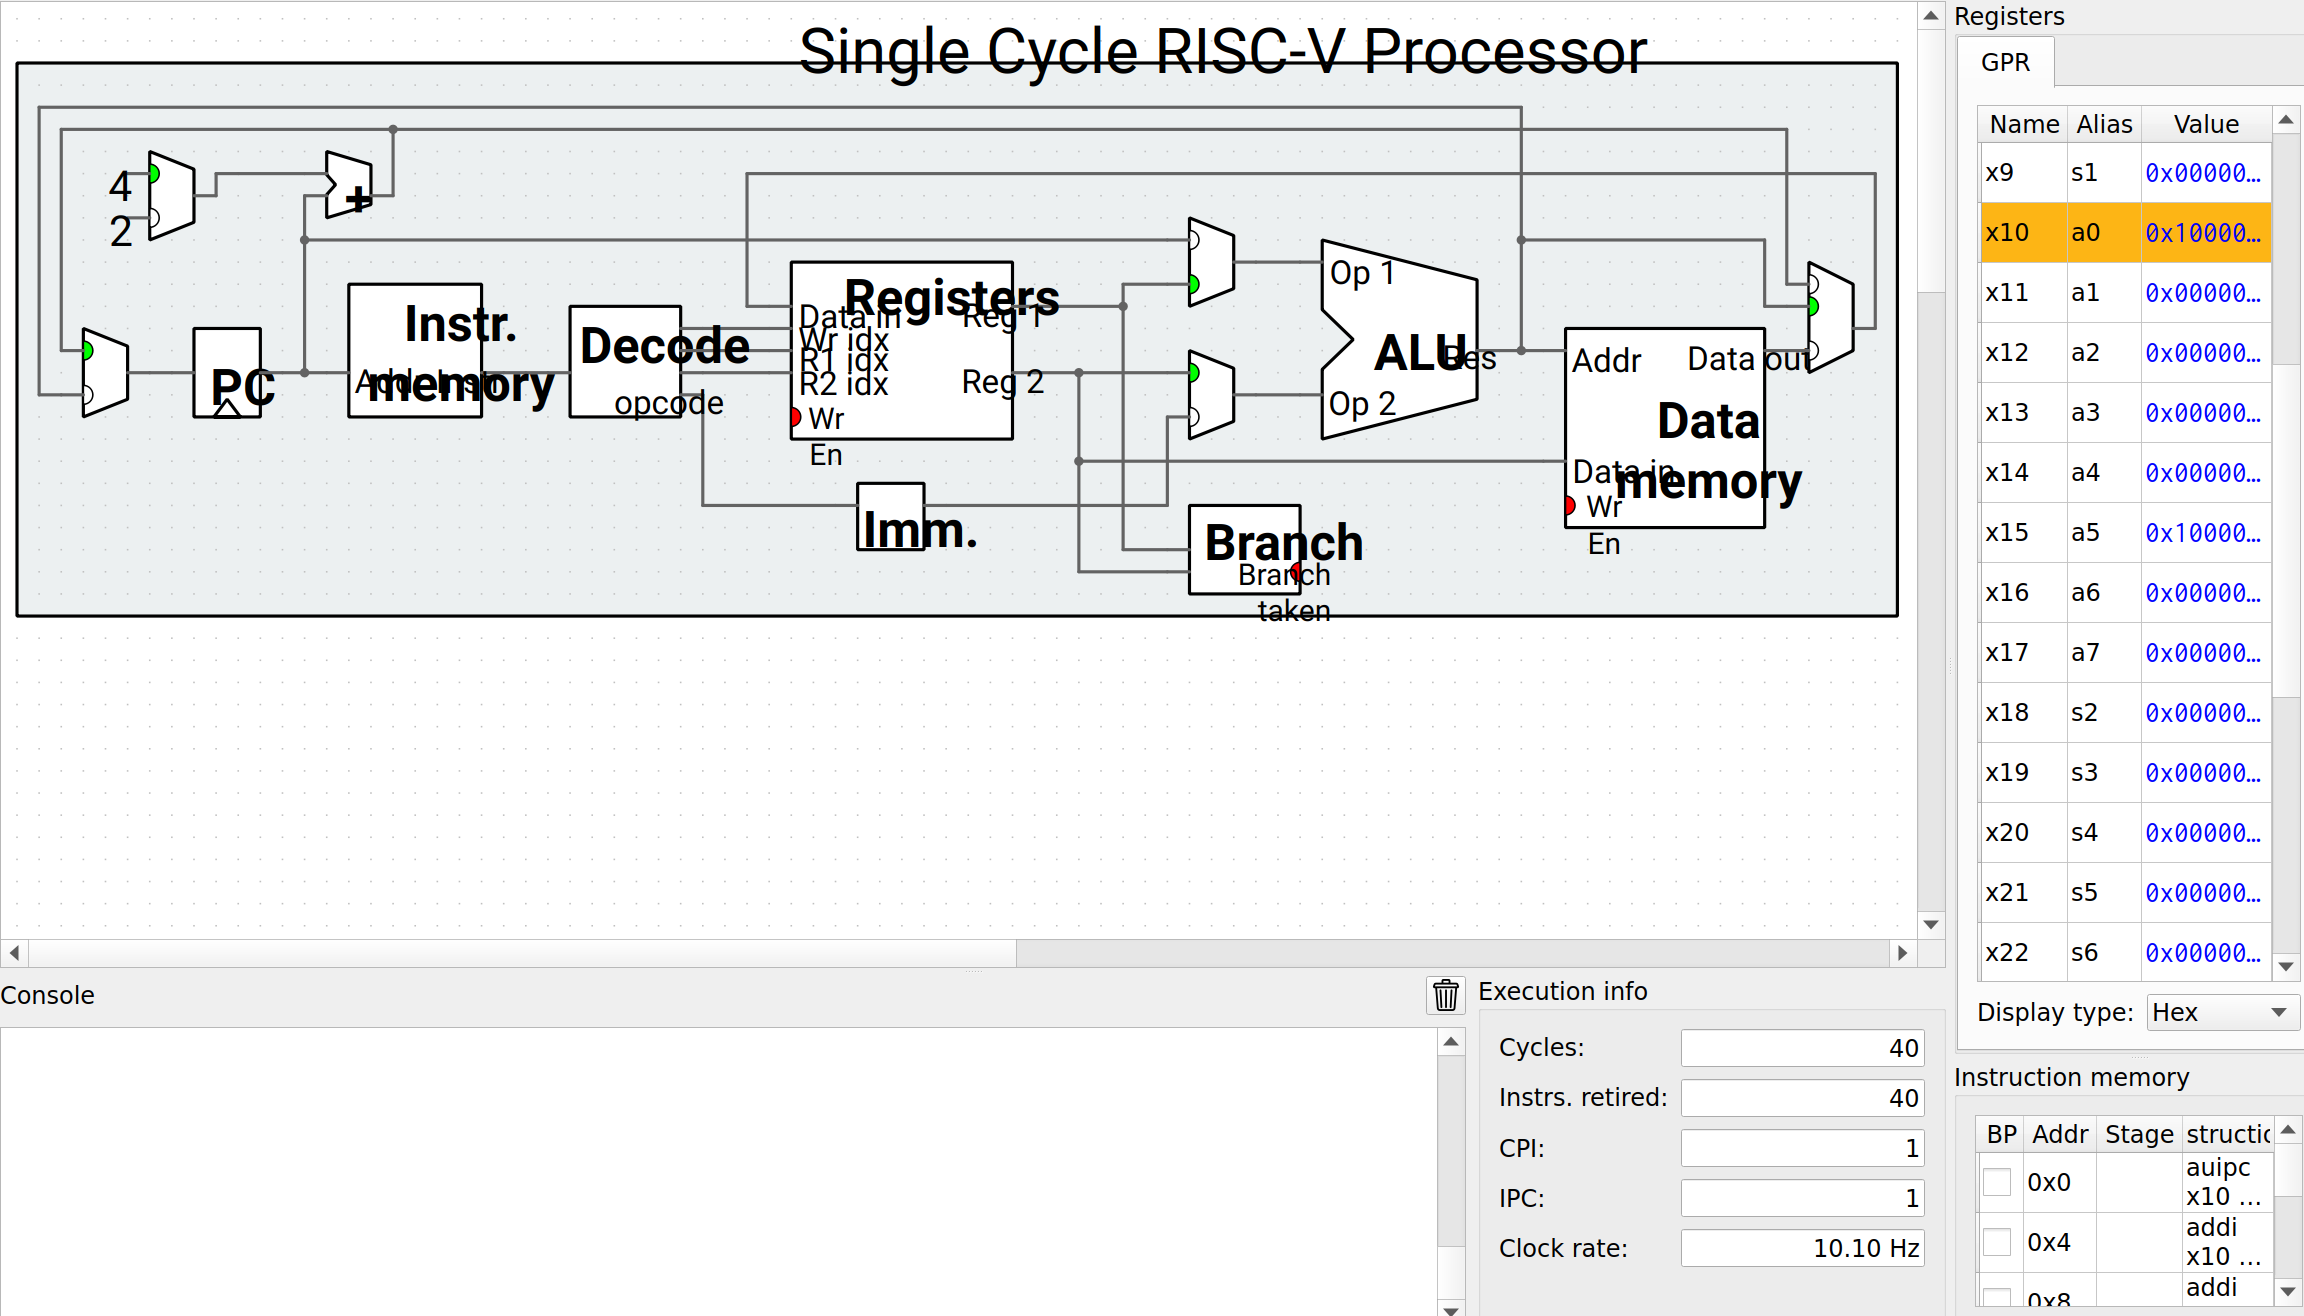 Single Cycle RISC-V Processor
4
2
+
PC
Instr.
memory
Addr
Instr
Decode
opcode
Registers
Data in
Wr idx
R1 idx
R2 idx
Wr
En
Reg 1
Reg 2
Imm.
Op 1
Op 2
ALU
Res
Branch
Branch
taken
Addr
Data out
Data
memory
Data in
Wr
En
Registers
GPR
Name Alias Value
x9 s1 0x00000...
x10 a0 0x10000...
x11 a1 0x00000...
x12 a2 0x00000...
x13 a3 0x00000...
x14 a4 0x00000...
x15 a5 0x10000...
x16 a6 0x00000...
x17 a7 0x00000...
x18 s2 0x00000...
x19 s3 0x00000...
x20 s4 0x00000...
x21 s5 0x00000...
x22 s6 0x00000...
Display type: Hex
Console
Execution info
Cycles: 40
Instrs. retired: 40
CPI: 1
IPC: 1
Clock rate: 10.10 Hz
Instruction memory
BP Addr Stage structio
0x0 auipc
x10 ...
0x4 addi
x10 ...
0x8 addi